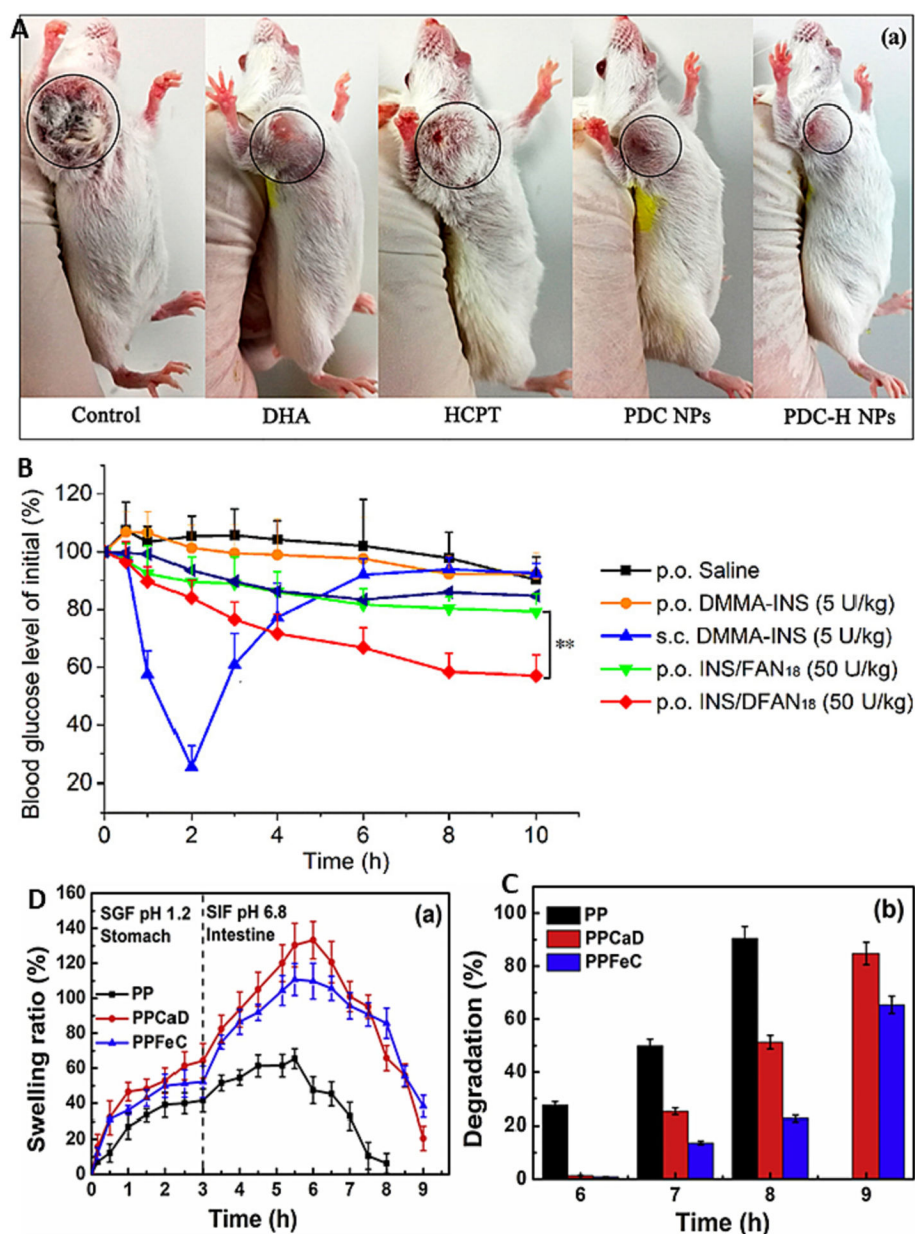 A
(a)
Control DHA HCPT PDC NPs PDC-H NPs
B
Blood glucose level of initial (%)
120
100
80
60
40
20
0 2 4 6 8 10
Time (h)
**
p.o. Saline
p.o. DMMA-INS (5 U/kg)
s.c. DMMA-INS (5 U/kg)
p.o. INS/FAN₁₈ (50 U/kg)
p.o. INS/DFAN₁₈ (50 U/kg)
D
(a)
SGF pH 1.2
Stomach
SIF pH 6.8
Intestine
PP
PPCaD
PPFeC
Swelling ratio (%)
160
140
120
100
80
60
40
20
0
0 1 2 3 4 5 6 7 8 9
Time (h)
C
(b)
PP
PPCaD
PPFeC
Degradation (%)
100
80
60
40
20
0
6 7 8 9
Time (h)